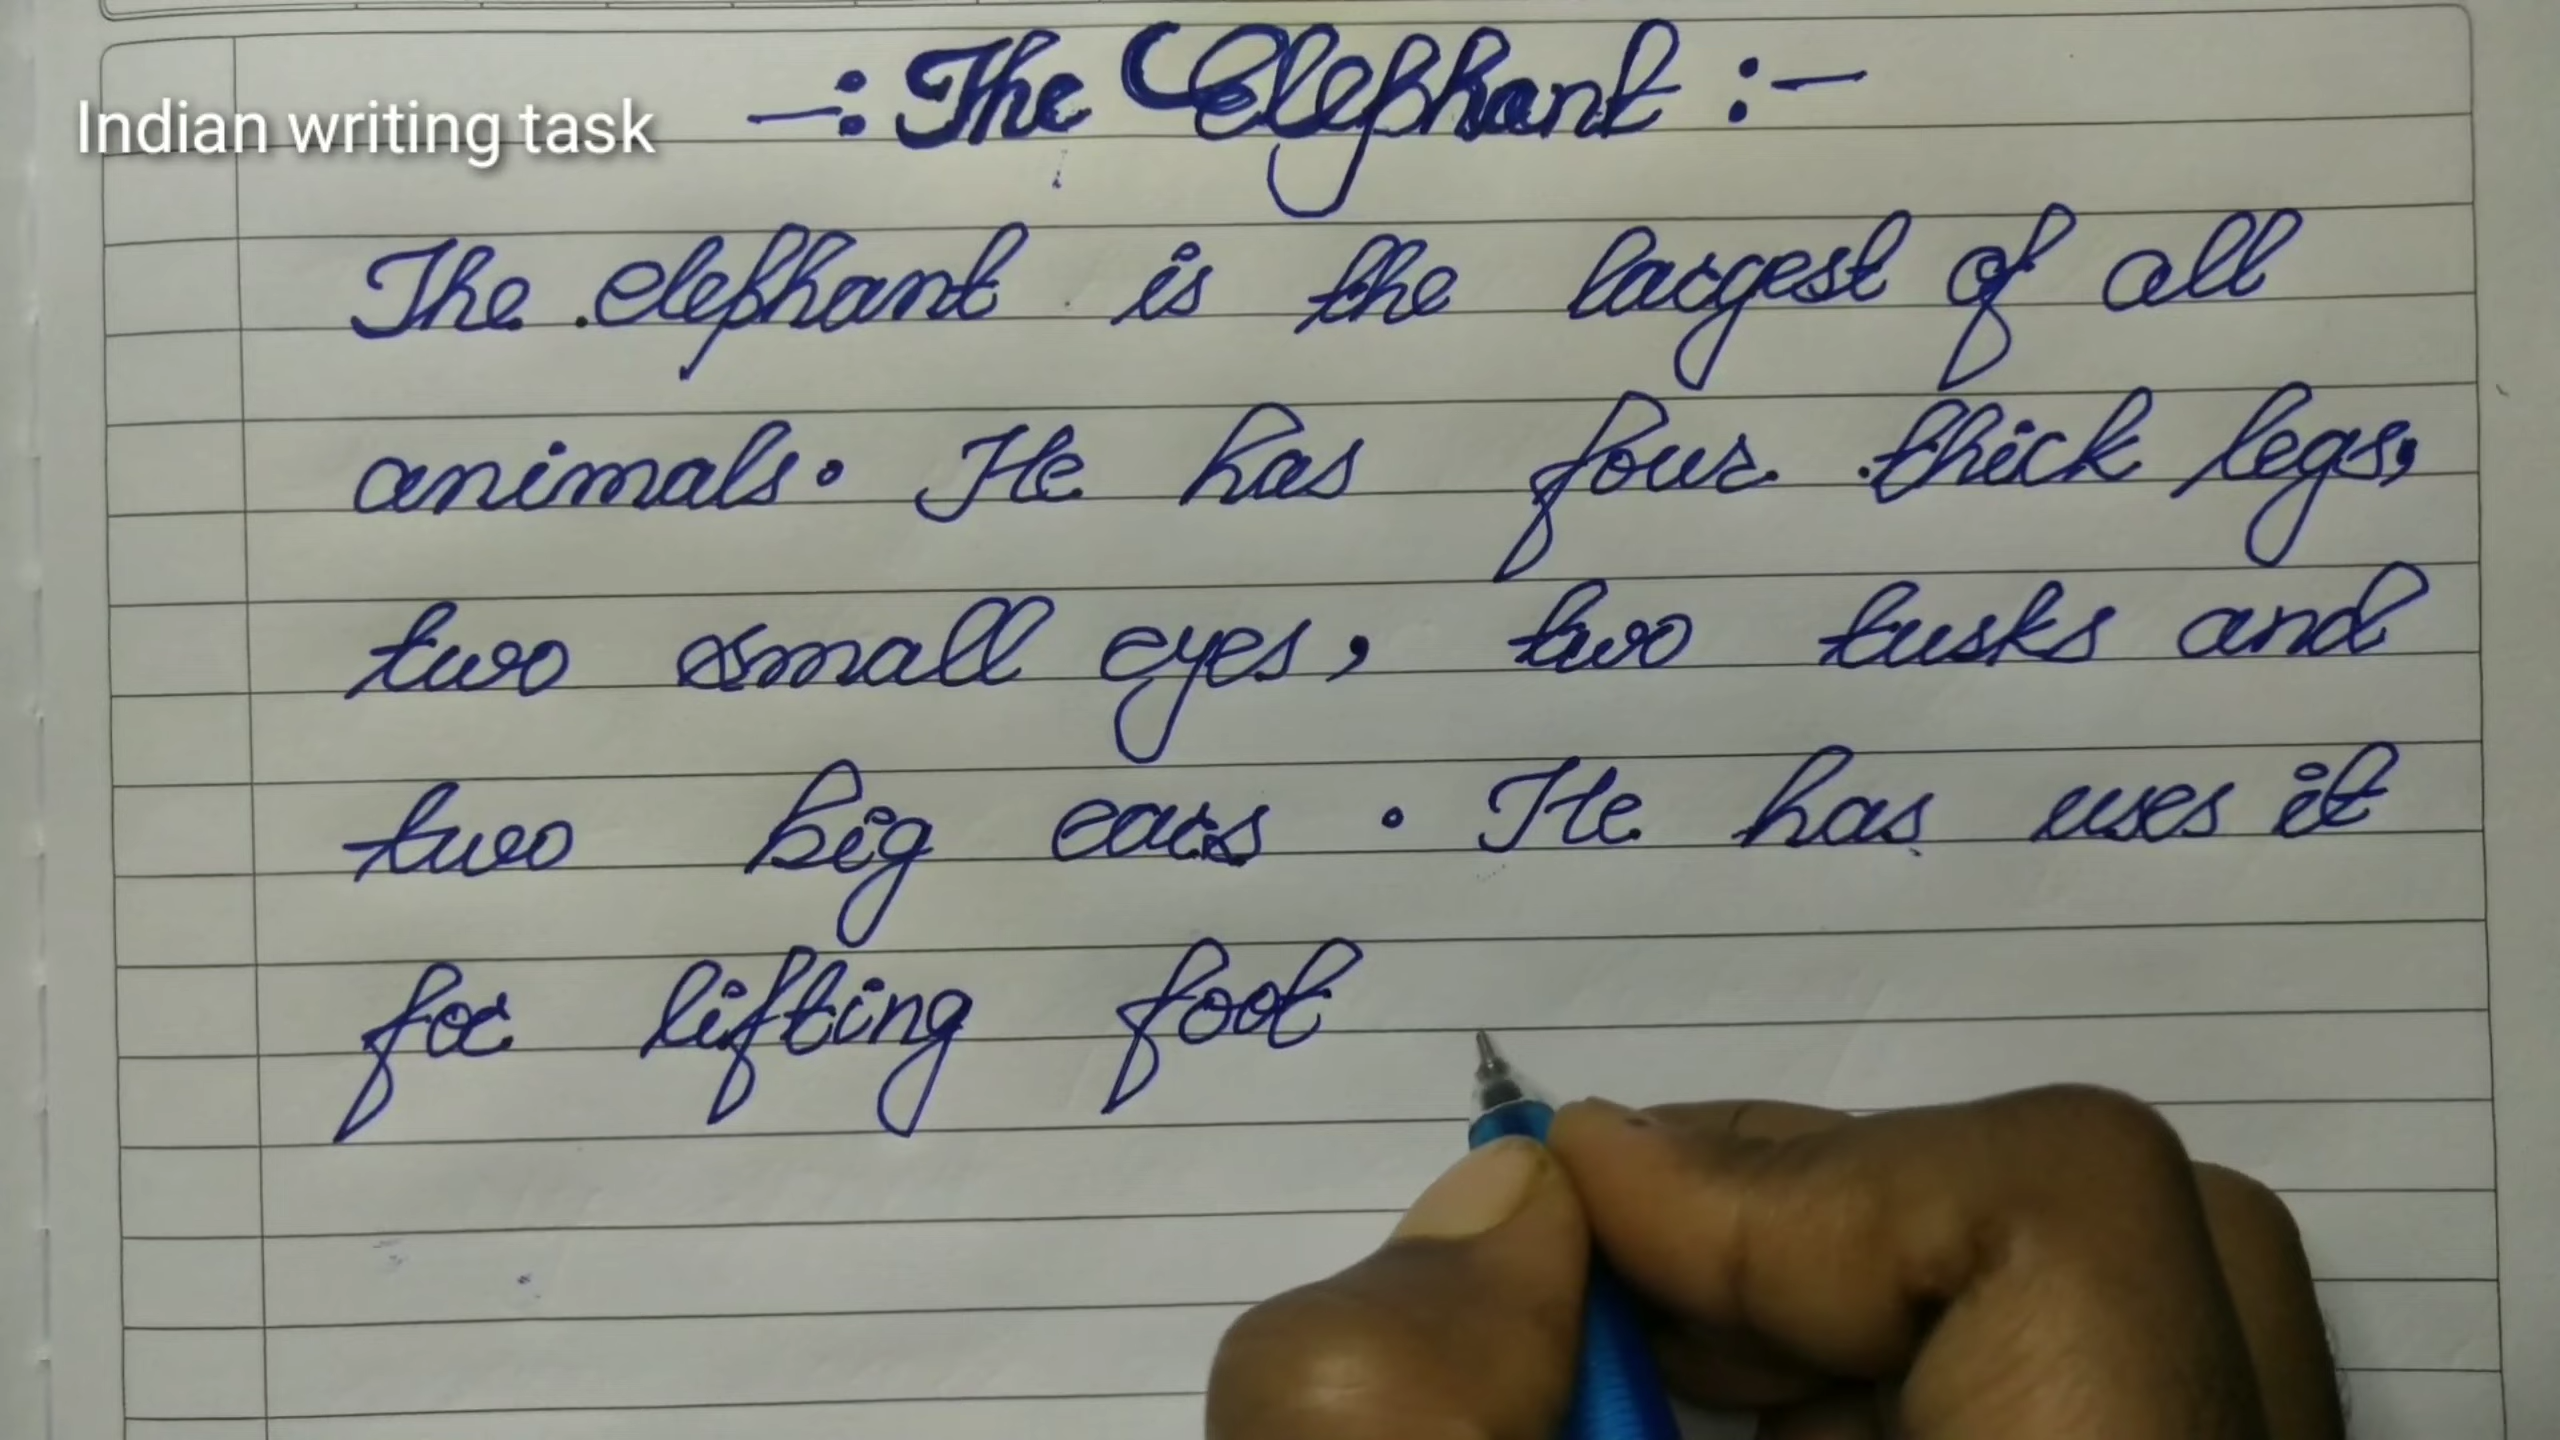 -: The Elephant :-
Indian writing task
The elephant is the largest of all
animals. He has four thick legs,
two small eyes, two tusks and
two big ears. He has uses it
for lifting foot